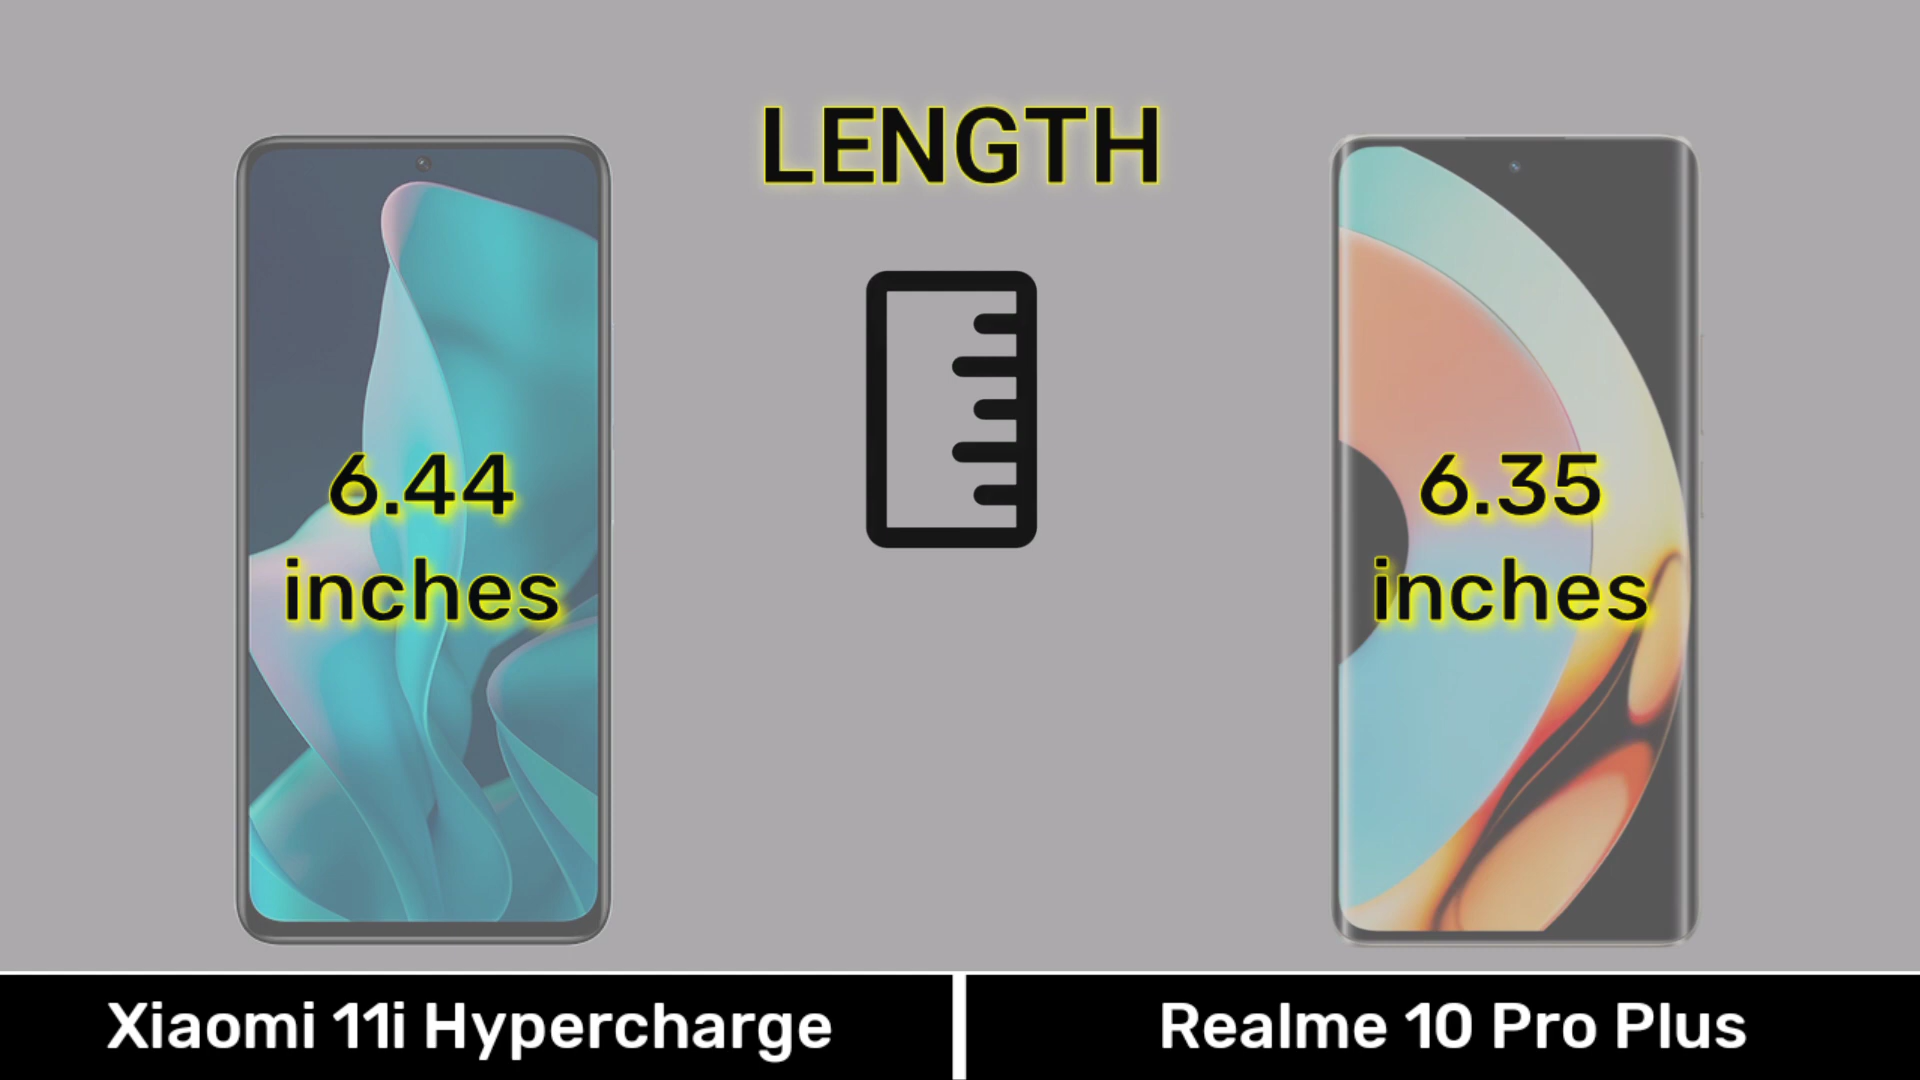 LENGTH
6.44
inches
6.35
inches
Xiaomi 11i Hypercharge
Realme 10 Pro Plus